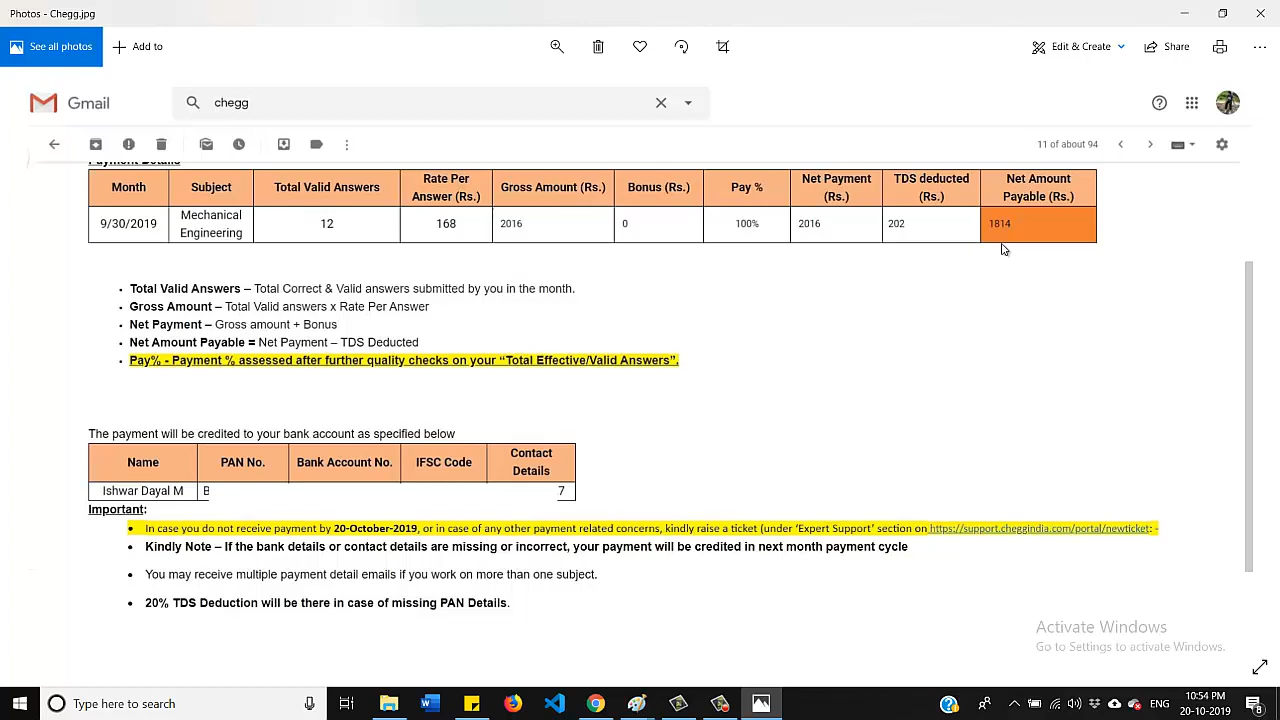 Photos - Chegg.jpg
See all photos
Add to
Edit & Create
Share
Gmail
chegg
11 of about 94
Payment Details
Month Subject Total Valid Answers Rate Per Answer (Rs.) Gross Amount (Rs.) Bonus (Rs.) Pay % Net Payment (Rs.) TDS deducted (Rs.) Net Amount Payable (Rs.)
9/30/2019 Mechanical Engineering 12 168 2016 0 100% 2016 202 1814
Total Valid Answers – Total Correct & Valid answers submitted by you in the month.
Gross Amount – Total Valid answers x Rate Per Answer
Net Payment – Gross amount + Bonus
Net Amount Payable = Net Payment – TDS Deducted
Pay% - Payment % assessed after further quality checks on your “Total Effective/Valid Answers”.
The payment will be credited to your bank account as specified below
Name PAN No. Bank Account No. IFSC Code Contact Details
Ishwar Dayal M B 7
Important:
In case you do not receive payment by 20-October-2019, or in case of any other payment related concerns, kindly raise a ticket (under ‘Expert Support’ section on https://support.cheggindia.com/portal/newticket: -
Kindly Note – If the bank details or contact details are missing or incorrect, your payment will be credited in next month payment cycle
You may receive multiple payment detail emails if you work on more than one subject.
20% TDS Deduction will be there in case of missing PAN Details.
Activate Windows
Go to Settings to activate Windows.
Type here to search
ENG
10:54 PM
20-10-2019
8